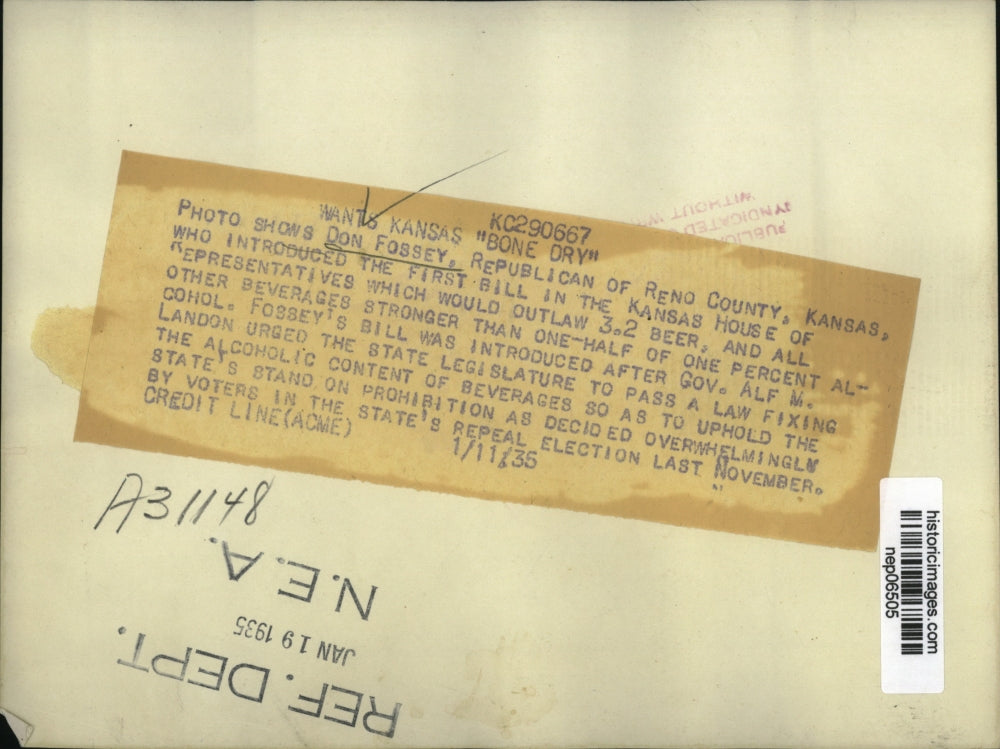 KC290667
WANTS KANSAS "BONE DRY"
PHOTO SHOWS DON FOSSEY, REPUBLICAN OF RENO COUNTY, KANSAS,
WHO INTRODUCED THE FIRST BILL IN THE KANSAS HOUSE OF
REPRESENTATIVES WHICH WOULD OUTLAW 3.2 BEER, AND ALL
OTHER BEVERAGES STRONGER THAN ONE-HALF OF ONE PERCENT AL-
COHOL. FOSSEY'S BILL WAS INTRODUCED AFTER GOV. ALF M.
LANDON URGED THE STATE LEGISLATURE TO PASS A LAW FIXING
THE ALCOHOLIC CONTENT OF BEVERAGES SO AS TO UPHOLD THE
STATE'S STAND ON PROHIBITION AS DECIDED OVERWHELMINGLY
BY VOTERS IN THE STATE'S REPEAL ELECTION LAST NOVEMBER.
CREDIT LINE(ACME) 1/11/35
A31148
N.E.A.
JAN 19 1935
REF. DEPT.
SYNDICATED
WITHOUT
historicimages.com
nep06505